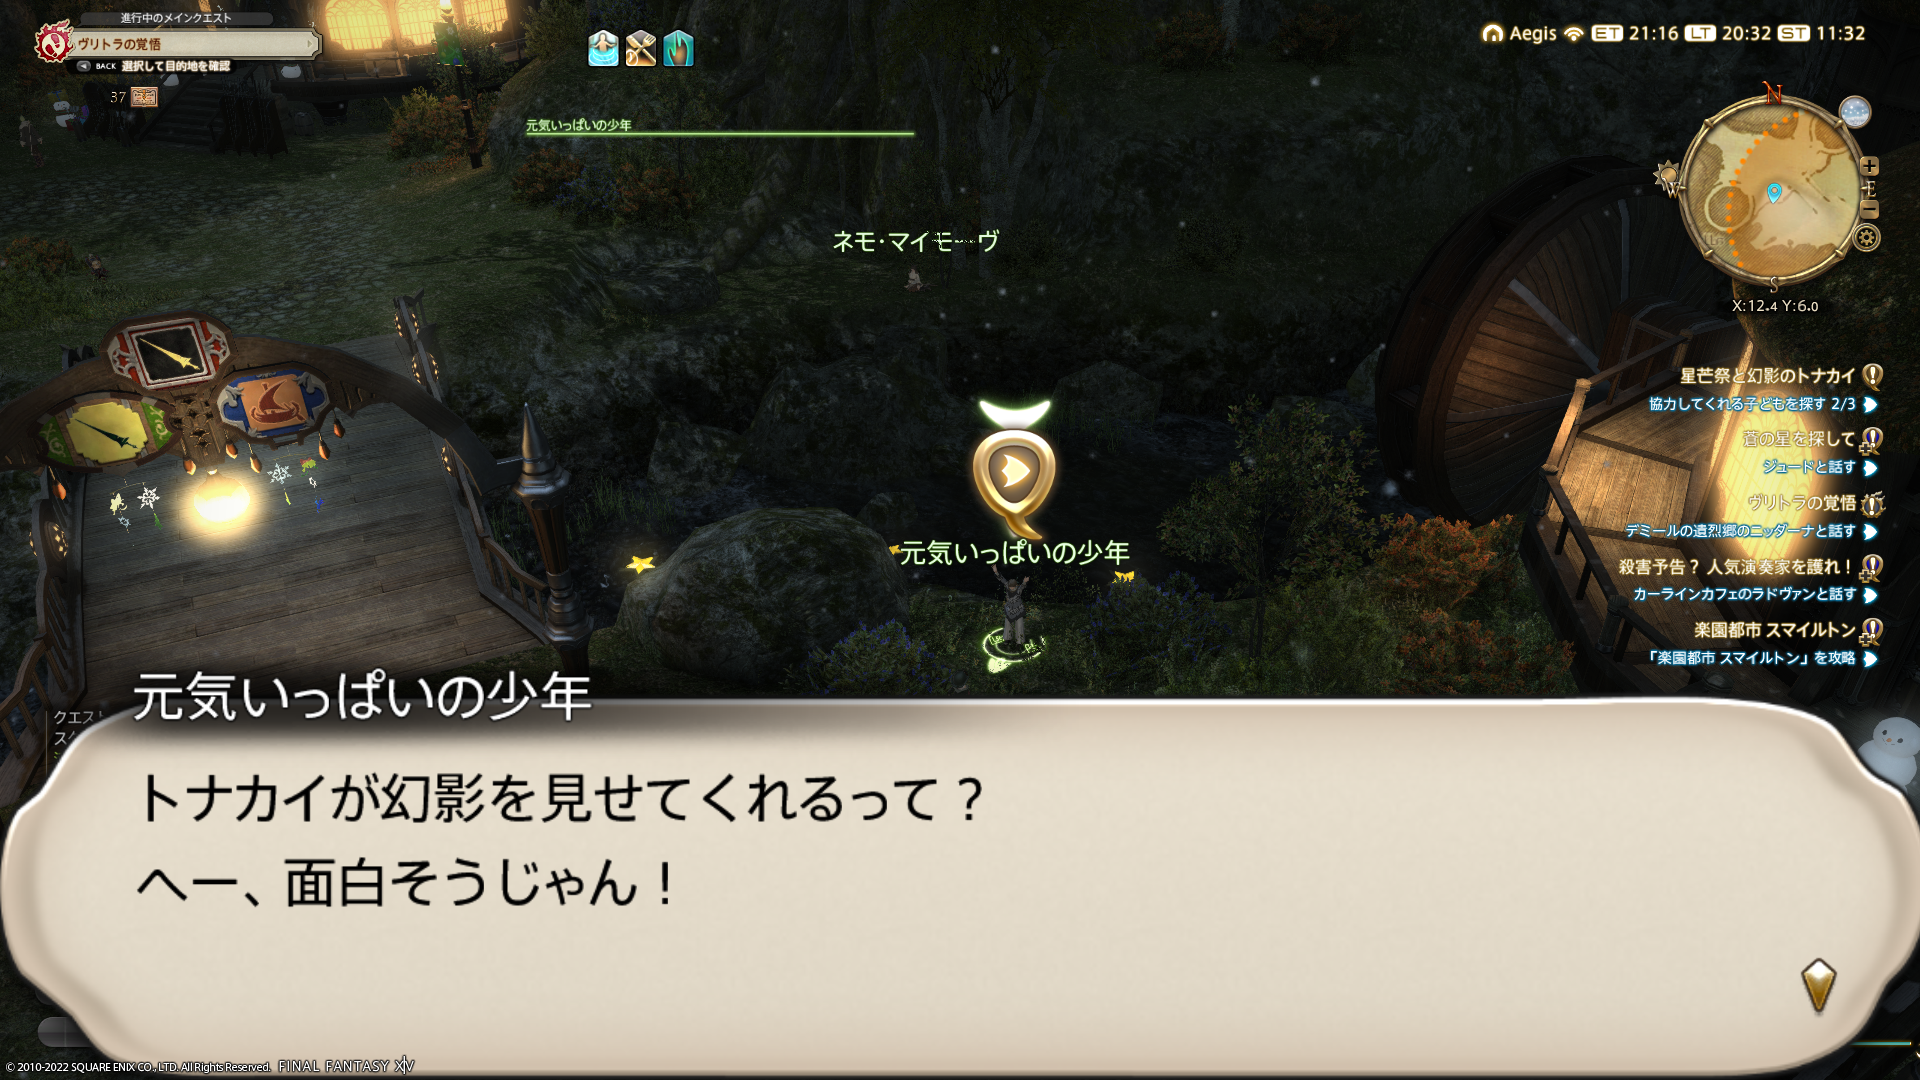 進行中のメインクエスト
ヴリトラの覚悟
BACK 選択して目的地を確認
37
Aegis ET 21:16 LT 20:32 ST 11:32
元気いっぱいの少年
N
W
E
S
X:12.4 Y:6.0
ネモ・マイモーヴ
星芒祭と幻影のトナカイ
協力してくれる子どもを探す 2/3
蒼の星を探して
ジュードと話す
ヴリトラの覚悟
デミールの遺烈郷のニッダーナと話す
殺害予告？ 人気演奏家を護れ！
カーラインカフェのラドヴァンと話す
楽園都市 スマイルトン
「楽園都市 スマイルトン」を攻略
元気いっぱいの少年
クエスト
元気いっぱいの少年
トナカイが幻影を見せてくれるって？
へー、面白そうじゃん！
© 2010-2022 SQUARE ENIX CO., LTD. All Rights Reserved. FINAL FANTASY XIV